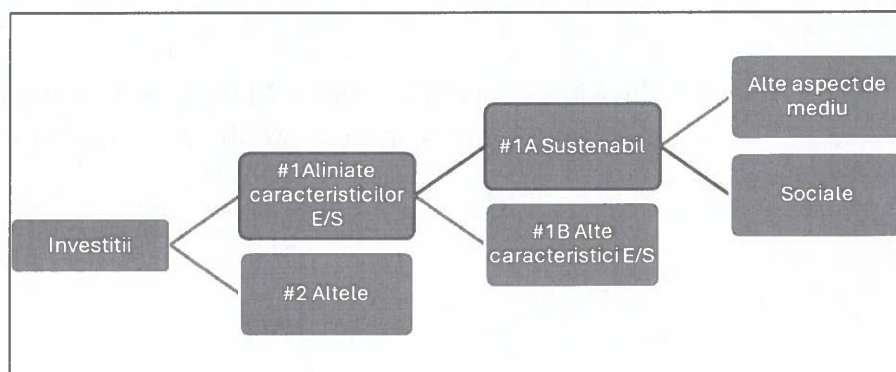 Investitii
#1Aliniate
caracteristicilor
E/S
#2 Altele
#1A Sustenabil
#1B Alte
caracteristici E/S
Alte aspect de
mediu
Sociale